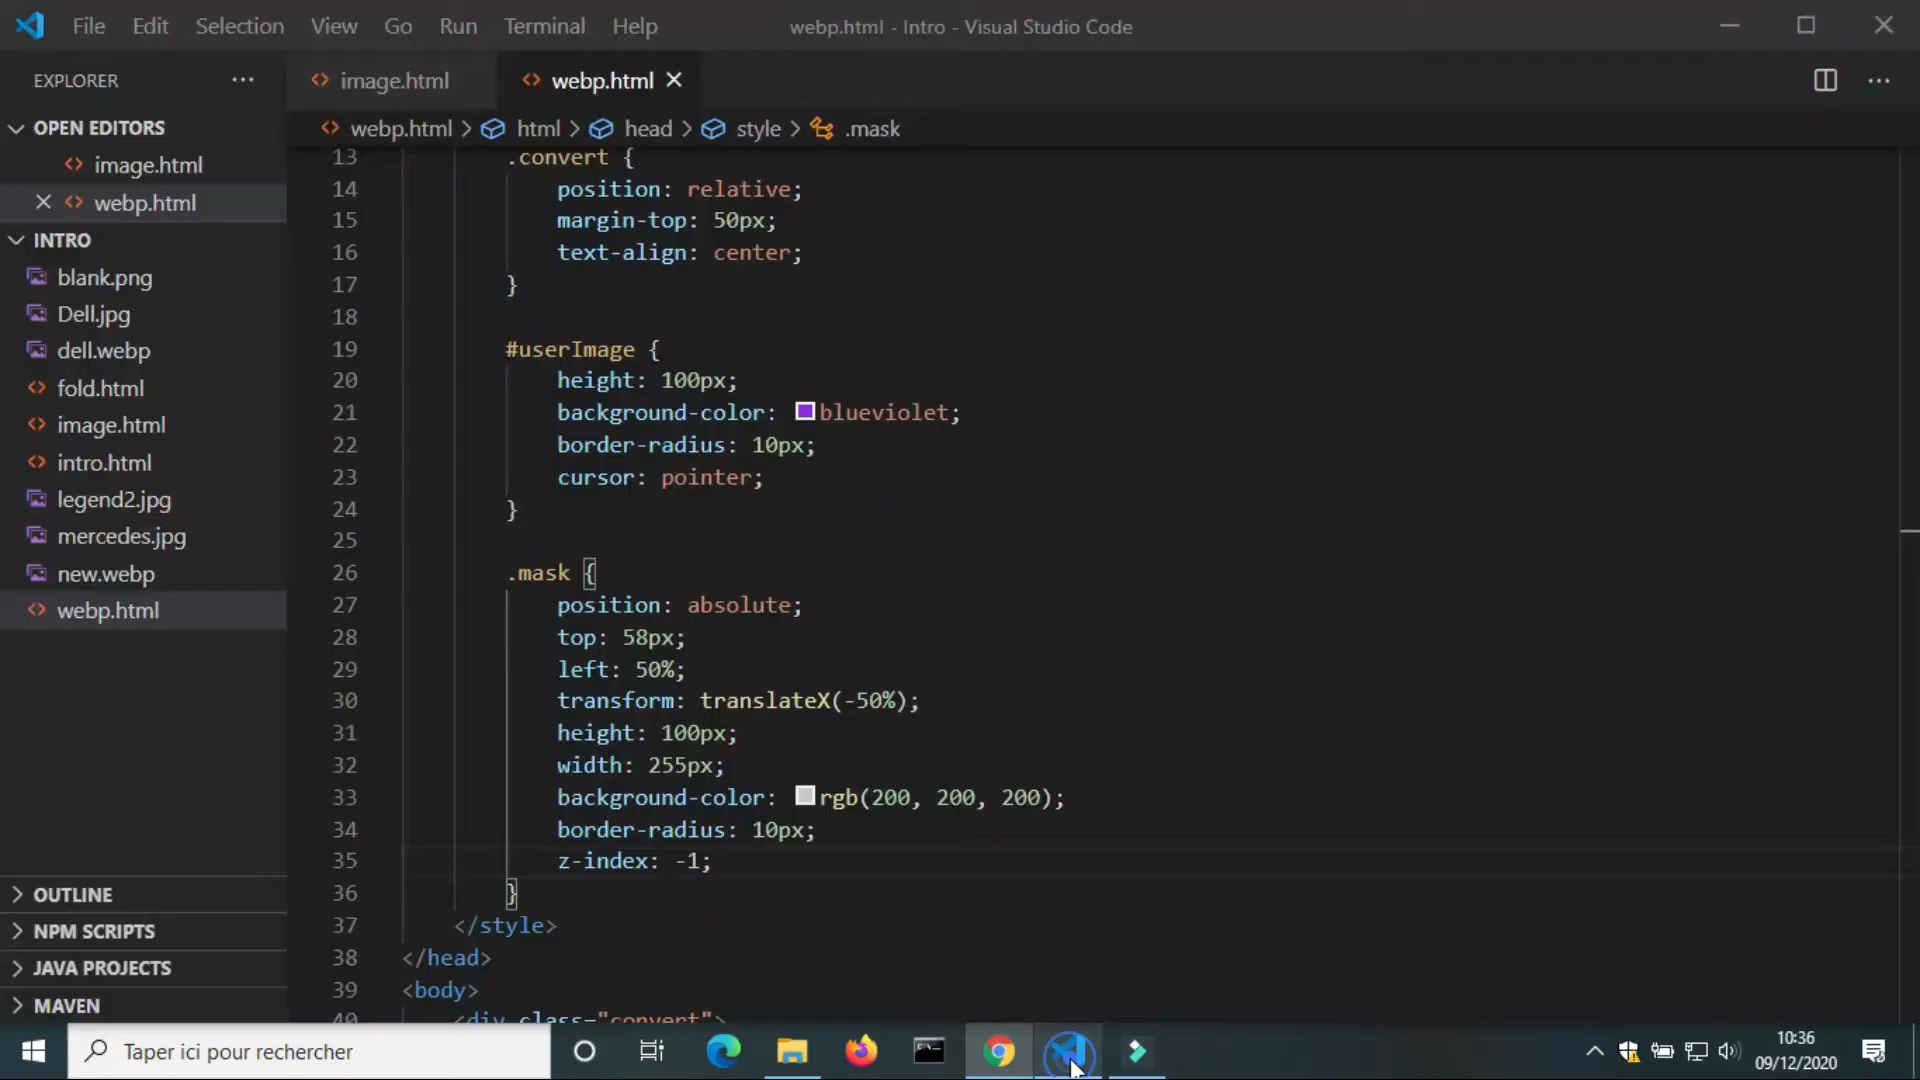 File Edit Selection View Go Run Terminal Help webp.html - Intro - Visual Studio Code
EXPLORER
OPEN EDITORS
image.html
webp.html
INTRO
blank.png
Dell.jpg
dell.webp
fold.html
image.html
intro.html
legend2.jpg
mercedes.jpg
new.webp
webp.html
OUTLINE
NPM SCRIPTS
JAVA PROJECTS
MAVEN
image.html webp.html
webp.html > html > head > style > .mask
13 .convert {
14 position: relative;
15 margin-top: 50px;
16 text-align: center;
17 }
18
19 #userImage {
20 height: 100px;
21 background-color: blueviolet;
22 border-radius: 10px;
23 cursor: pointer;
24 }
25
26 .mask {
27 position: absolute;
28 top: 58px;
29 left: 50%;
30 transform: translateX(-50%);
31 height: 100px;
32 width: 255px;
33 background-color: rgb(200, 200, 200);
34 border-radius: 10px;
35 z-index: -1;
36 }
37 </style>
38 </head>
39 <body>
40 <div class="convert">
Taper ici pour rechercher
10:36
09/12/2020